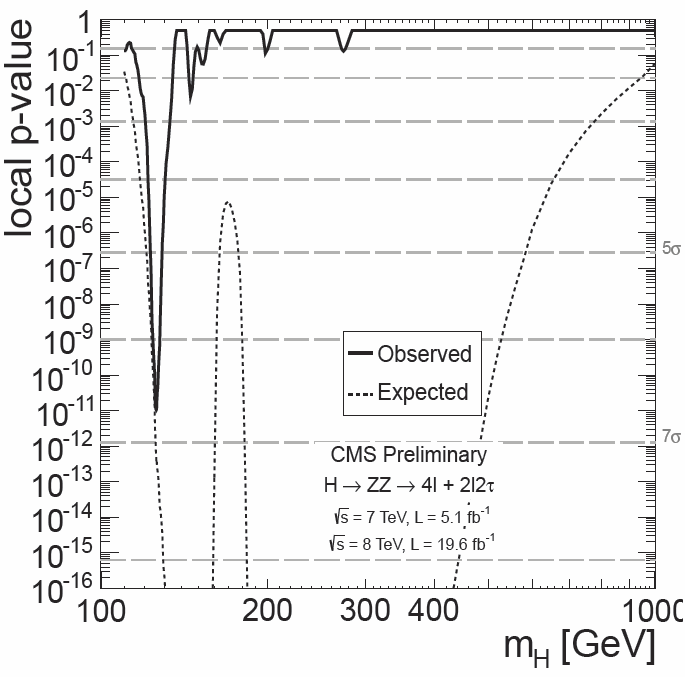 local p-value
1
10⁻¹
10⁻²
10⁻³
10⁻⁴
10⁻⁵
10⁻⁶
10⁻⁷
10⁻⁸
10⁻⁹
10⁻¹⁰
10⁻¹¹
10⁻¹²
10⁻¹³
10⁻¹⁴
10⁻¹⁵
10⁻¹⁶
5σ
7σ
Observed
Expected
CMS Preliminary
H → ZZ → 4l + 2l2τ
√s = 7 TeV, L = 5.1 fb⁻¹
√s = 8 TeV, L = 19.6 fb⁻¹
100 200 300 400 1000
m_H [GeV]